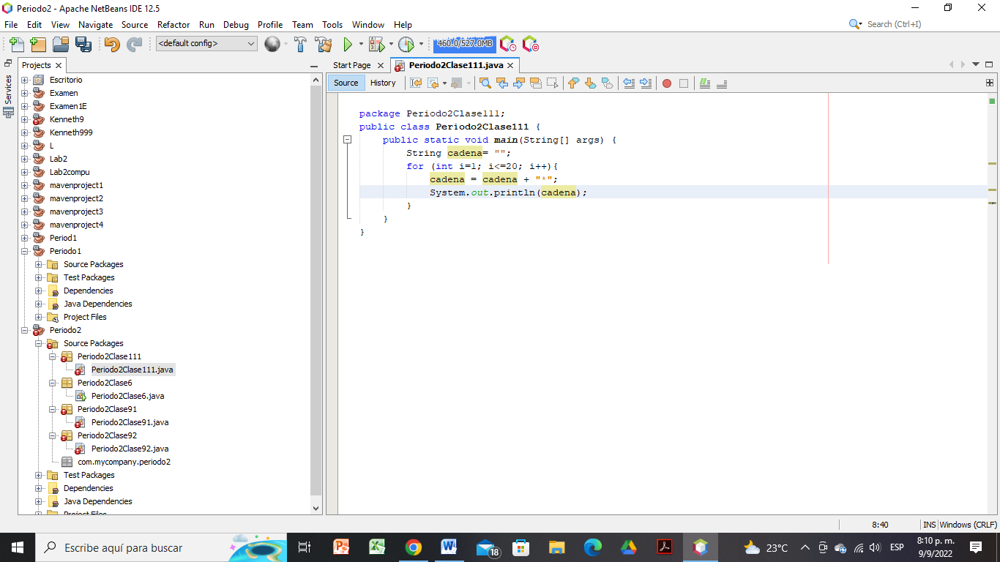 Periodo2 - Apache NetBeans IDE 12.5
File Edit View Navigate Source Refactor Run Debug Profile Team Tools Window Help
Search (Ctrl+I)
<default config>
460.0/527.0MB
Services
Projects
Escritorio
Examen
Examen1E
Kenneth9
Kenneth999
L
Lab2
Lab2compu
mavenproject1
mavenproject2
mavenproject3
mavenproject4
Period1
Periodo1
Source Packages
Test Packages
Dependencies
Java Dependencies
Project Files
Periodo2
Source Packages
Periodo2Clase111
Periodo2Clase111.java
Periodo2Clase6
Periodo2Clase6.java
Periodo2Clase91
Periodo2Clase91.java
Periodo2Clase92
Periodo2Clase92.java
com.mycompany.periodo2
Test Packages
Dependencies
Java Dependencies
Project Files
Start Page Periodo2Clase111.java
Source History
package Periodo2Clase111;
public class Periodo2Clase111 {
public static void main(String[] args) {
String cadena= "";
for (int i=1; i<=20; i++){
cadena = cadena + "*";
System.out.println(cadena);
}
}
}
8:40 INS Windows (CRLF)
Escribe aquí para buscar
18
23°C
ESP
8:10 p. m.
9/9/2022